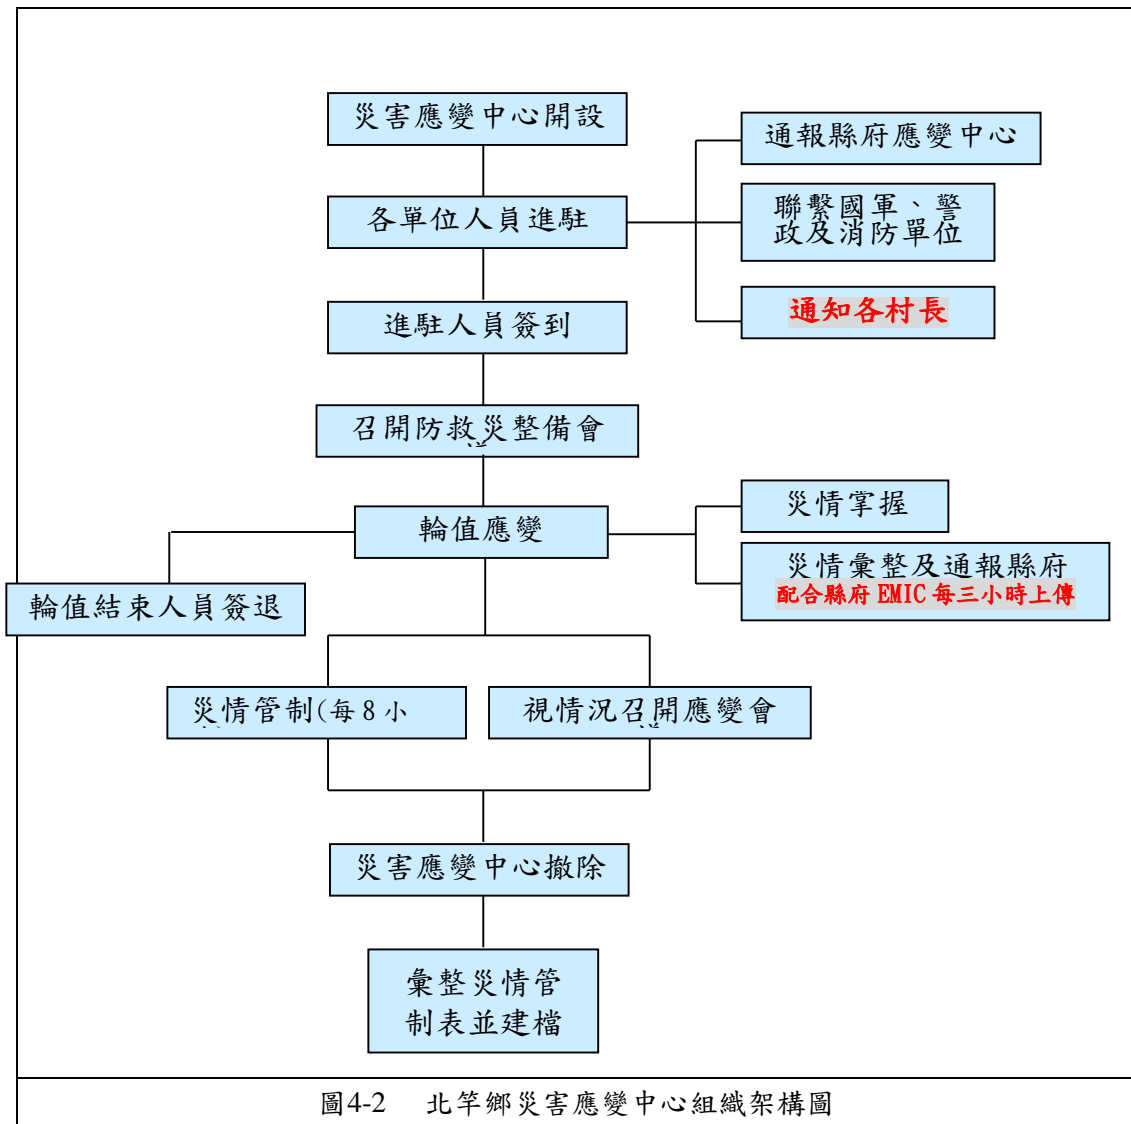 災害應變中心開設
通報縣府應變中心
各單位人員進駐
聯繫國軍、警
政及消防單位
通知各村長
進駐人員簽到
召開防救災整備會
輪值應變
災情掌握
災情彙整及通報縣府
配合縣府 EMIC 每三小時上傳
輪值結束人員簽退
災情管制(每8小
視情況召開應變會
災害應變中心撤除
彙整災情管
制表並建檔
圖4-2 北竿鄉災害應變中心組織架構圖